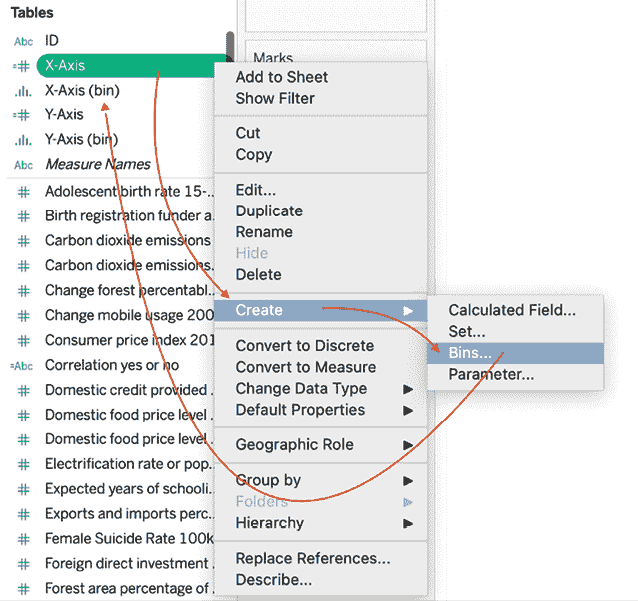 Tables
Abc ID
=# X-Axis
X-Axis (bin)
=# Y-Axis
Y-Axis (bin)
Abc Measure Names
# Adolescent birth rate 15-...
# Birth registration funder a...
# Carbon dioxide emissions
# Carbon dioxide emissions...
# Change forest percentabl...
# Change mobile usage 200...
# Consumer price index 201...
=Abc Correlation yes or no
# Domestic credit provided ...
# Domestic food price level ...
# Domestic food price level ...
# Electrification rate or pop...
# Expected years of schooli...
# Exports and imports perc...
# Female Suicide Rate 100k...
# Foreign direct investment ...
# Forest area percentage of ...
Marks
Add to Sheet
Show Filter
Cut
Copy
Edit...
Duplicate
Rename
Hide
Delete
Create
Convert to Discrete
Convert to Measure
Change Data Type
Default Properties
Geographic Role
Group by
Folders
Hierarchy
Replace References...
Describe...
Calculated Field...
Set...
Bins...
Parameter...